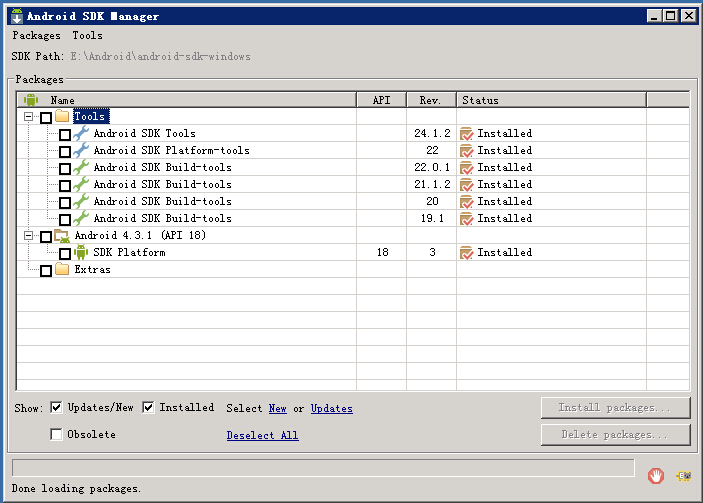 Android SDK Manager
Packages Tools
SDK Path: E:\Android\android-sdk-windows
Packages
Name API Rev. Status
Tools
Android SDK Tools 24.1.2 Installed
Android SDK Platform-tools 22 Installed
Android SDK Build-tools 22.0.1 Installed
Android SDK Build-tools 21.1.2 Installed
Android SDK Build-tools 20 Installed
Android SDK Build-tools 19.1 Installed
Android 4.3.1 (API 18)
SDK Platform 18 3 Installed
Extras
Show: Updates/New Installed Select New or Updates Install packages...
Obsolete Deselect All Delete packages...
Done loading packages.